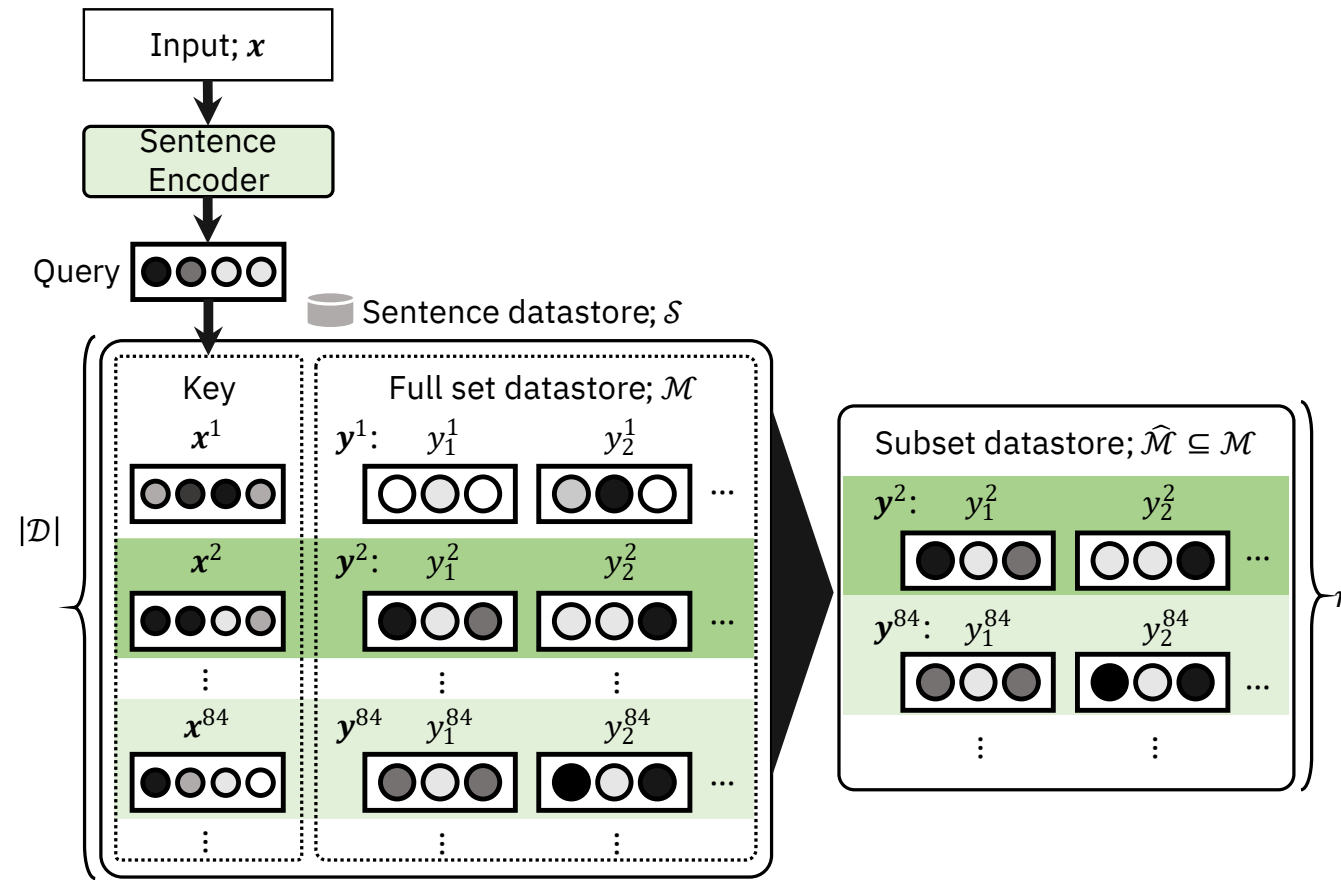 Input; x
Sentence
Encoder
Query
Sentence datastore; 𝒮
Key
Full set datastore; ℳ
x¹
y¹: y₁¹ y₂¹
...
|𝒟|
x²
y²: y₁² y₂²
...
⋮ ⋮ ⋮
x⁸⁴
y⁸⁴ y₁⁸⁴ y₂⁸⁴
...
⋮ ⋮ ⋮
Subset datastore; ℳ̂ ⊆ ℳ
y²: y₁² y₂²
...
y⁸⁴: y₁⁸⁴ y₂⁸⁴
...
⋮ ⋮